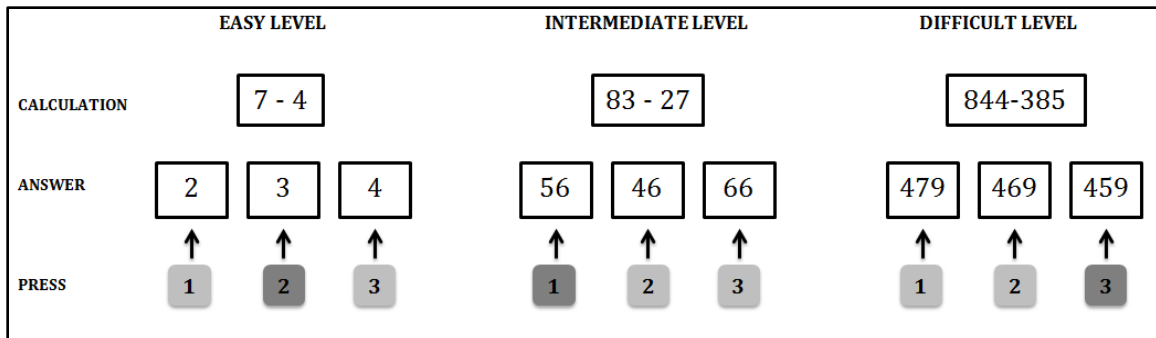 EASY LEVEL INTERMEDIATE LEVEL DIFFICULT LEVEL
CALCULATION 7 - 4 83 - 27 844-385
ANSWER 2 3 4 56 46 66 479 469 459
PRESS 1 2 3 1 2 3 1 2 3